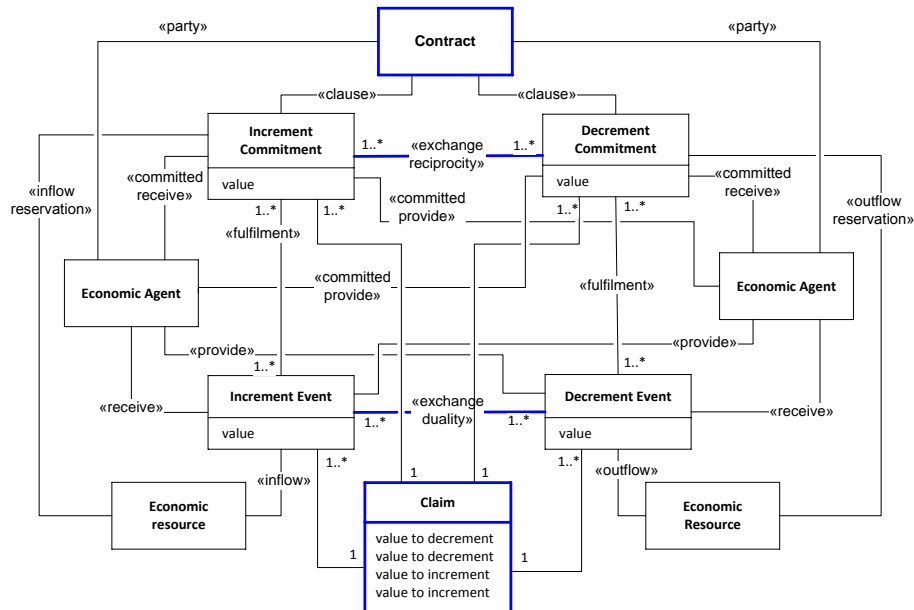 «party»
Contract
«party»
«clause»
«clause»
Increment
Commitment
value
1..*
«exchange
reciprocity»
1..*
Decrement
Commitment
value
«committed
receive»
«committed
provide»
«committed
receive»
«inflow
reservation»
«outflow
reservation»
1..*
1..*
1..*
1..*
«fulfilment»
Economic Agent
«committed
provide»
«fulfilment»
Economic Agent
«provide»
«provide»
1..*
1..*
Increment Event
value
«receive»
«exchange
duality»
1..*
1..*
Decrement Event
value
«receive»
1..*
1..*
«inflow»
«outflow»
1
1
Economic
resource
Claim
value to decrement
value to decrement
value to increment
value to increment
Economic
Resource
1
1